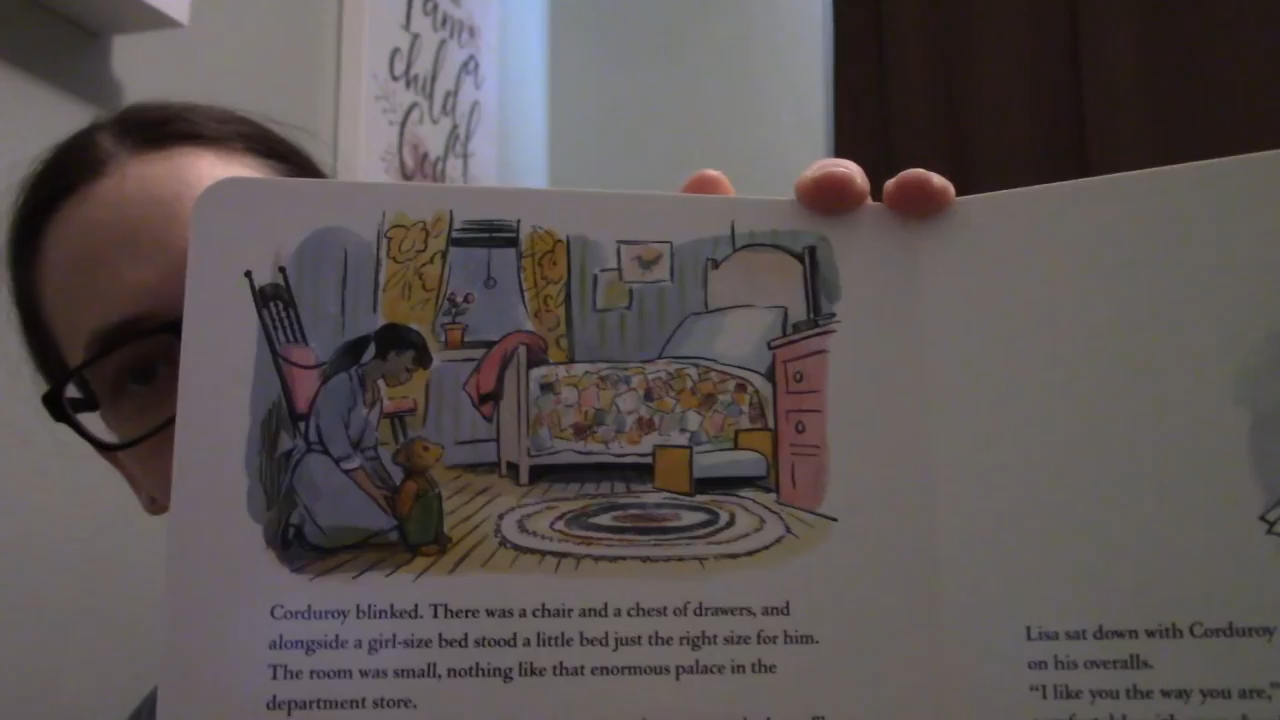 I am
a
child
of
God
Corduroy blinked. There was a chair and a chest of drawers, and
alongside a girl-size bed stood a little bed just the right size for him.
The room was small, nothing like that enormous palace in the
department store.
Lisa sat down with Corduroy
on his overalls.
"I like you the way you are,"